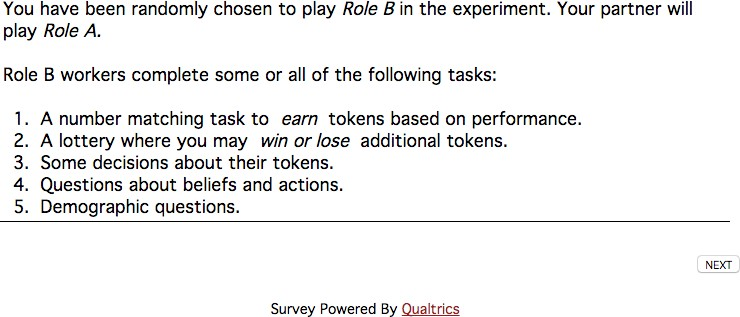 You have been randomly chosen to play Role B in the experiment. Your partner will
play Role A.
Role B workers complete some or all of the following tasks:
1. A number matching task to earn tokens based on performance.
2. A lottery where you may win or lose additional tokens.
3. Some decisions about their tokens.
4. Questions about beliefs and actions.
5. Demographic questions.
NEXT
Survey Powered By Qualtrics